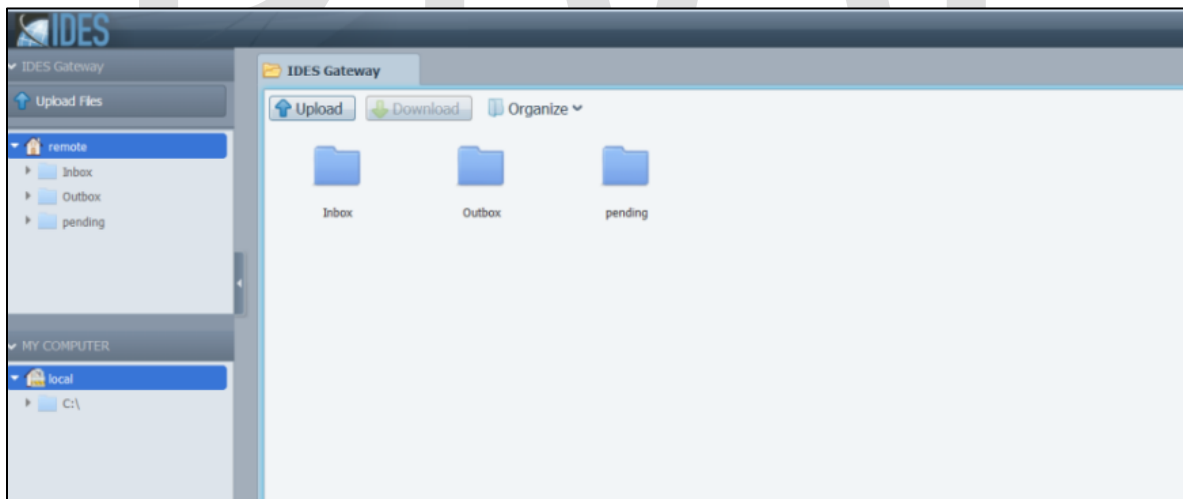 IDES
IDES Gateway
Upload Files
remote
Inbox
Outbox
pending
MY COMPUTER
local
C:\
IDES Gateway
Upload Download Organize
Inbox Outbox pending